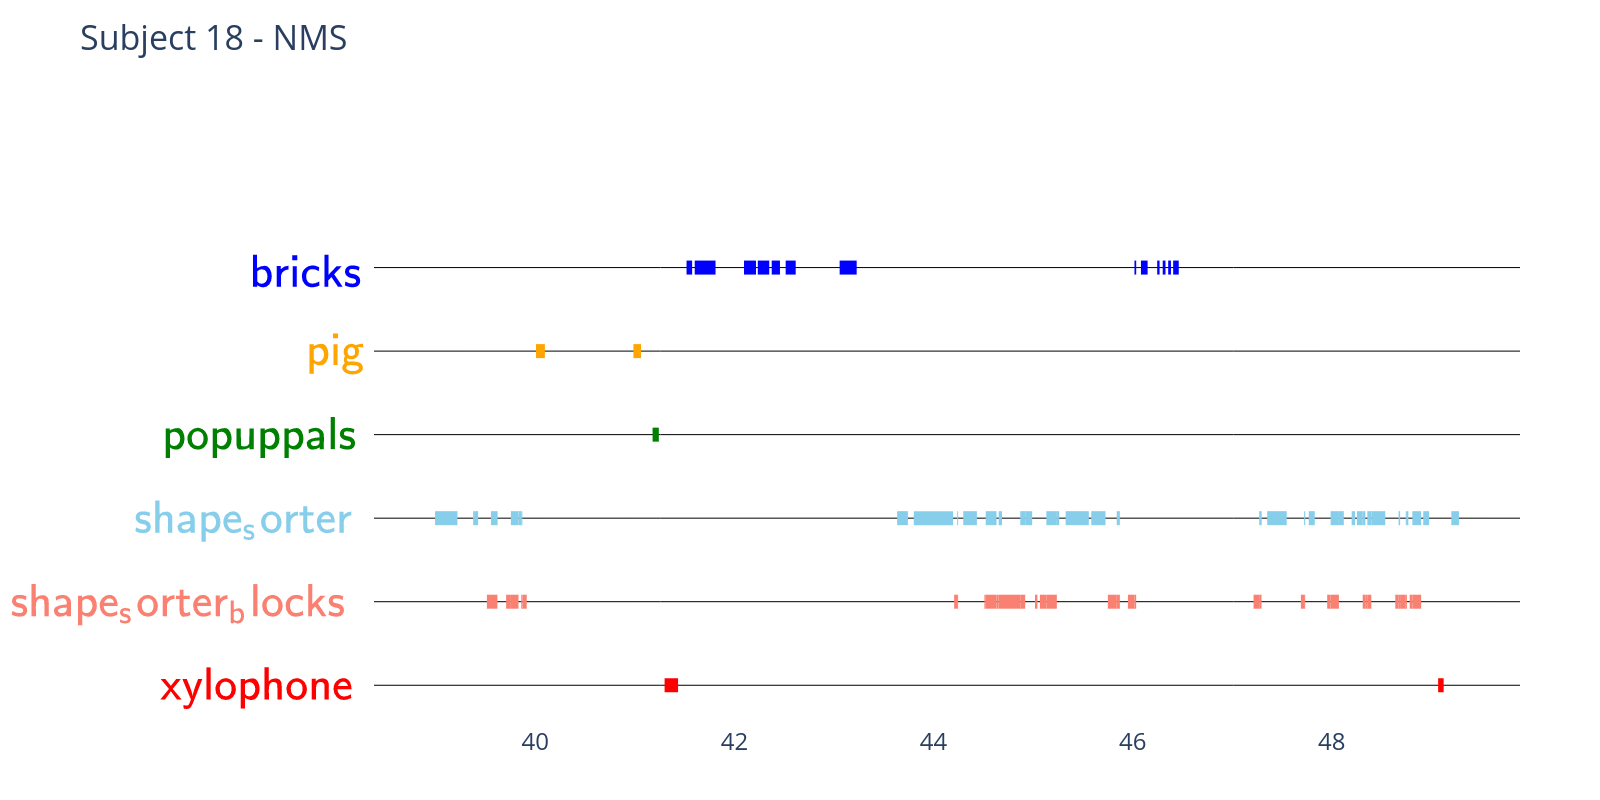 Subject 18 - NMS
bricks
pig
popuppals
shapesorter
shapesorterblocks
xylophone
40 42 44 46 48